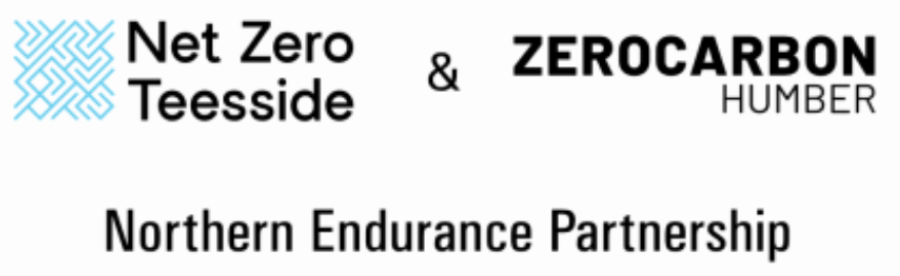 Net Zero
Teesside
&
ZEROCARBON
HUMBER
Northern Endurance Partnership